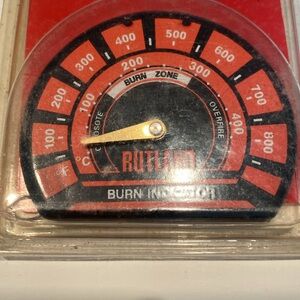 100 200 300 400 500 600 700 800
100 200 300 400
BURN ZONE
CREOSOTE
OVERFIRE
°F
°C
RUTLAND
BURN INDICATOR